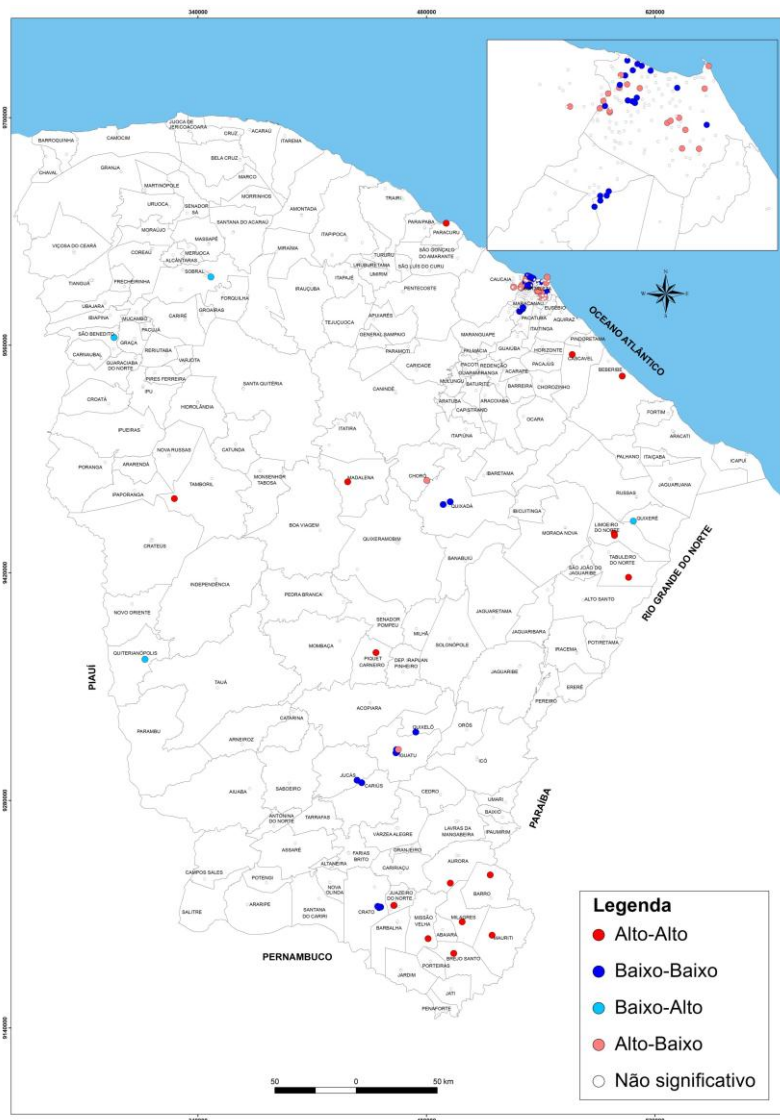 340000
480000
620000
9700000
9560000
9420000
9280000
9140000
JIJOCA DE
JERICOACOARA
CRUZ
ACARAÚ
ITAREMA
BARROQUINHA
CAMOCIM
CHAVAL
GRANJA
BELA CRUZ
MARCO
MARTINÓPOLE
MORRINHOS
TRAIRI
URUOCA
SENADOR
SÁ
AMONTADA
SANTANA DO ACARAÚ
MORAÚJO
MASSAPÊ
ITAPIPOCA
PARAIPABA
PARACURU
VIÇOSA DO CEARÁ
COREAÚ
MERUOCA
ALCÂNTARAS
MIRAÍMA
TURURU
SÃO GONÇALO
DO AMARANTE
SOBRAL
URUBURETAMA
SÃO LUIS DO CURU
UMIRIM
TIANGUÁ
FRECHEIRINHA
IRAUÇUBA
ITAPAJÉ
PENTECOSTE
CAUCAIA
UBAJARA
FORQUILHA
IBIAPINA
MUCAMBO
CARIRÉ
GROAÍRAS
TEJUÇUOCA
APUIARÉS
MARACANAÚ
EUSÉBIO
PACATUBA
AQUIRAZ
PACUJÁ
SÃO BENEDITO
GRAÇA
GENERAL SAMPAIO
MARANGUAPE
ITAITINGA
OCEANO ATLÂNTICO
PINDORETAMA
CARNAUBAL
RERIUTABA
VARJOTA
GUARACIABA
DO NORTE
PARAMOTI
PALMÁCIA
GUAIÚBA
HORIZONTE
CASCAVEL
CARIDADE
PACOTI
REDENÇÃO
PACAJUS
GUARAMIRANGA
ACARAPE
BEBERIBE
PIRES FERREIRA
IPU
SANTA QUITÉRIA
MULUNGU
BATURITÉ
BARREIRA
CHOROZINHO
CROATÁ
CANINDÉ
ARATUBA
ARACOIABA
HIDROLÂNDIA
CAPISTRANO
FORTIM
OCARA
IPUEIRAS
ITATIRA
ITAPIÚNA
ARACATI
NOVA RUSSAS
CATUNDA
PALHANO
ITAIÇABA
ICAPUÍ
PORANGA
ARARENDÁ
MONSENHOR
TABOSA
MADALENA
CHORÓ
IBARETAMA
JAGUARUANA
IPAPORANGA
TAMBORIL
RUSSAS
QUIXADÁ
IBICUITINGA
QUIXERÉ
BOA VIAGEM
LIMOEIRO
DO NORTE
CRATEÚS
QUIXERAMOBIM
MORADA NOVA
BANABUIÚ
TABULEIRO
DO NORTE
SÃO JOÃO DO
JAGUARIBE
RIO GRANDE DO NORTE
INDEPENDÊNCIA
PEDRA BRANCA
ALTO SANTO
NOVO ORIENTE
JAGUARETAMA
SENADOR
POMPEU
MILHÃ
JAGUARIBARA
POTIRETAMA
QUITERIANÓPOLIS
MOMBAÇA
SOLONÓPOLE
IRACEMA
PIQUET
CARNEIRO
DEP. IRAPUAN
PINHEIRO
PIAUÍ
TAUÁ
JAGUARIBE
ERERÊ
PEREIRO
ACOPIARA
CATARINA
PARAMBU
QUIXELÔ
ORÓS
ARNEIROZ
IGUATU
ICÓ
JUCÁS
CARIÚS
AIUABA
SABOEIRO
CEDRO
PARAÍBA
UMARI
BAIXIO
ANTONINA
DO NORTE
TARRAFAS
VÁRZEA ALEGRE
LAVRAS DA
MANGABEIRA
IPAUMIRIM
ASSARÉ
GRANJEIRO
FARIAS
BRITO
AURORA
ALTANEIRA
CARIRIAÇU
CAMPOS SALES
POTENGI
NOVA
OLINDA
JUAZEIRO
DO NORTE
BARRO
ARARIPE
SALITRE
SANTANA
DO CARIRI
CRATO
BARBALHA
MISSÃO
VELHA
MILAGRES
ABAIARA
MAURITI
PERNAMBUCO
BREJO SANTO
PORTEIRAS
JARDIM
JATI
PENAFORTE
Legenda
Alto-Alto
Baixo-Baixo
Baixo-Alto
Alto-Baixo
Não significativo
50 0 50 km